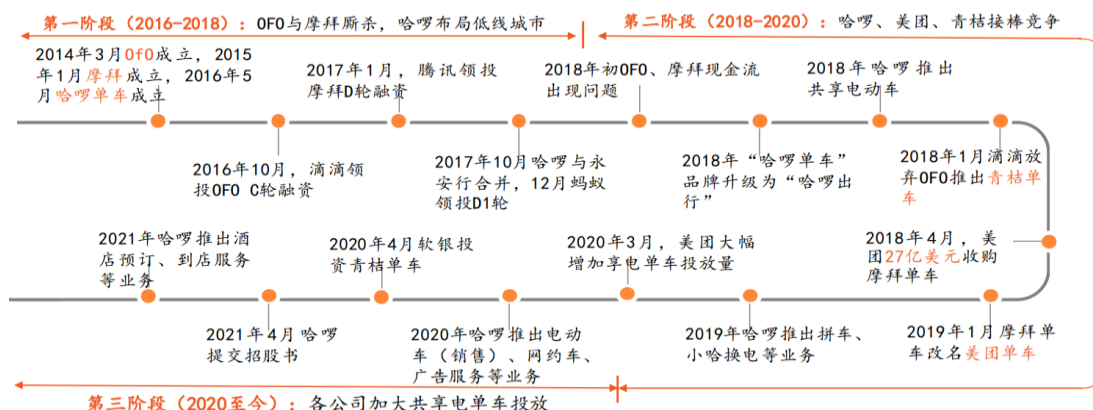 第一阶段（2016-2018）：OFO与摩拜厮杀，哈啰布局低线城市
第二阶段（2018-2020）：哈啰、美团、青桔接棒竞争
2014年3月OfO成立，2015
年1月摩拜成立，2016年5
月哈啰单车成立
2016年10月，滴滴领
投OFO C轮融资
2017年1月，腾讯领投
摩拜D轮融资
2017年10月哈啰与永
安行合并，12月蚂蚁
领投D1轮
2018年初OFO、摩拜现金流
出现问题
2018年“哈啰单车”
品牌升级为“哈啰出
行”
2018年哈啰推出
共享电动车
2018年1月滴滴放
弃OFO推出青桔单
车
2018年4月，美
团27亿美元收购
摩拜单车
2019年1月摩拜单
车改名美团单车
2019年哈啰推出拼车、
小哈换电等业务
2020年3月，美团大幅
增加享电单车投放量
2020年哈啰推出电动
车（销售）、网约车、
广告服务等业务
2020年4月软银投
资青桔单车
2021年4月哈啰
提交招股书
2021年哈啰推出酒
店预订、到店服务
等业务
第三阶段（2020至今）：各公司加大共享电单车投放